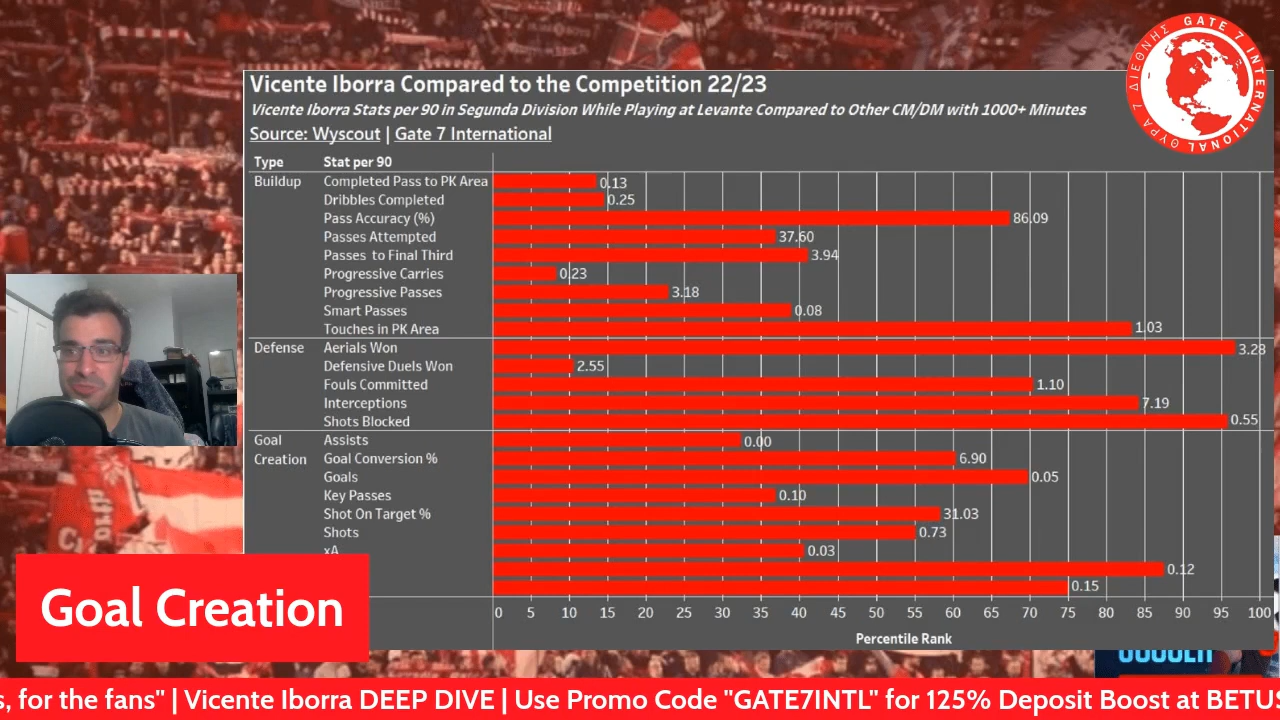 Vicente Iborra Compared to the Competition 22/23
Vicente Iborra Stats per 90 in Segunda Division While Playing at Levante Compared to Other CM/DM with 1000+ Minutes
Source: Wyscout | Gate 7 International
GATE 7 INTERNATIONAL ΘΥΡΑ 7 ΔΙΕΘΝΗΣ
Type Stat per 90
Buildup Completed Pass to PK Area 0.13
Dribbles Completed 0.25
Pass Accuracy (%) 86.09
Passes Attempted 37.60
Passes to Final Third 3.94
Progressive Carries 0.23
Progressive Passes 3.18
Smart Passes 0.08
Touches in PK Area 1.03
Defense Aerials Won 3.28
Defensive Duels Won 2.55
Fouls Committed 1.10
Interceptions 7.19
Shots Blocked 0.55
Goal Assists 0.00
Creation Goal Conversion % 6.90
Goals 0.05
Key Passes 0.10
Shot On Target % 31.03
Shots 0.73
xA 0.03
0.12
0.15
0 5 10 15 20 25 30 35 40 45 50 55 60 65 70 75 80 85 90 95 100
Percentile Rank
Goal Creation
s, for the fans" | Vicente Iborra DEEP DIVE | Use Promo Code "GATE7INTL" for 125% Deposit Boost at BETUS